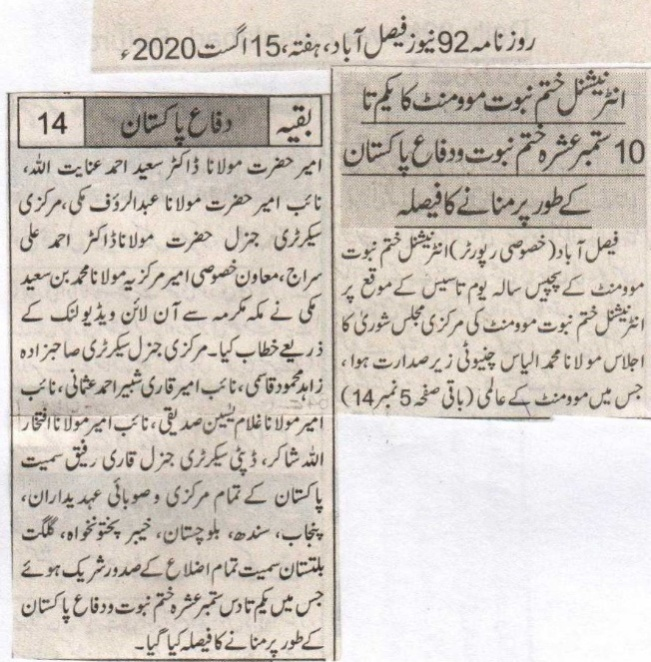 روزنامہ 92 نیوز فیصل آباد، ہفتہ، 15 اگست 2020ء
انٹرنیشنل ختم نبوت موومنٹ کا یکم تا
10 ستمبر عشرہ ختم نبوت و دفاع پاکستان
کے طور پر منانے کا فیصلہ
فیصل آباد (خصوصی رپورٹر) انٹرنیشنل ختم نبوت
موومنٹ کے پچیس سالہ یوم تاسیس کے موقع پر
انٹرنیشنل ختم نبوت موومنٹ کی مرکزی مجلس شوریٰ کا
اجلاس مولانا محمد الیاس چنیوٹی زیر صدارت ہوا،
جس میں موومنٹ کے عالمی (باقی صفحہ 5 نمبر 14)
بقیہ دفاع پاکستان 14
امیر حضرت مولانا ڈاکٹر سعید احمد عنایت اللہ،
نائب امیر حضرت مولانا عبدالرؤف مکی، مرکزی
سیکرٹری جنرل حضرت مولانا ڈاکٹر احمد علی
سراج، معاون خصوصی امیر مرکزیہ مولانا محمد بن سعید
مکی نے مکہ مکرمہ سے آن لائن ویڈیو لنک کے
ذریعے خطاب کیا۔ مرکزی جنرل سیکرٹری صاحبزادہ
زاہد محمود قاسمی، نائب امیر قاری شبیر احمد عثمانی، نائب
امیر مولانا غلام یٰسین صدیقی، نائب امیر مولانا افتخار
اللہ شاکر، ڈپٹی سیکرٹری جنرل قاری رفیق سمیت
پاکستان کے تمام مرکزی و صوبائی عہدیداران،
پنجاب، سندھ، بلوچستان، خیبر پختونخواہ، گلگت
بلتستان سمیت تمام اضلاع کے صدور شریک ہوئے
جس میں یکم تا دس ستمبر عشرہ ختم نبوت و دفاع پاکستان
کے طور پر منانے کا فیصلہ کیا گیا۔